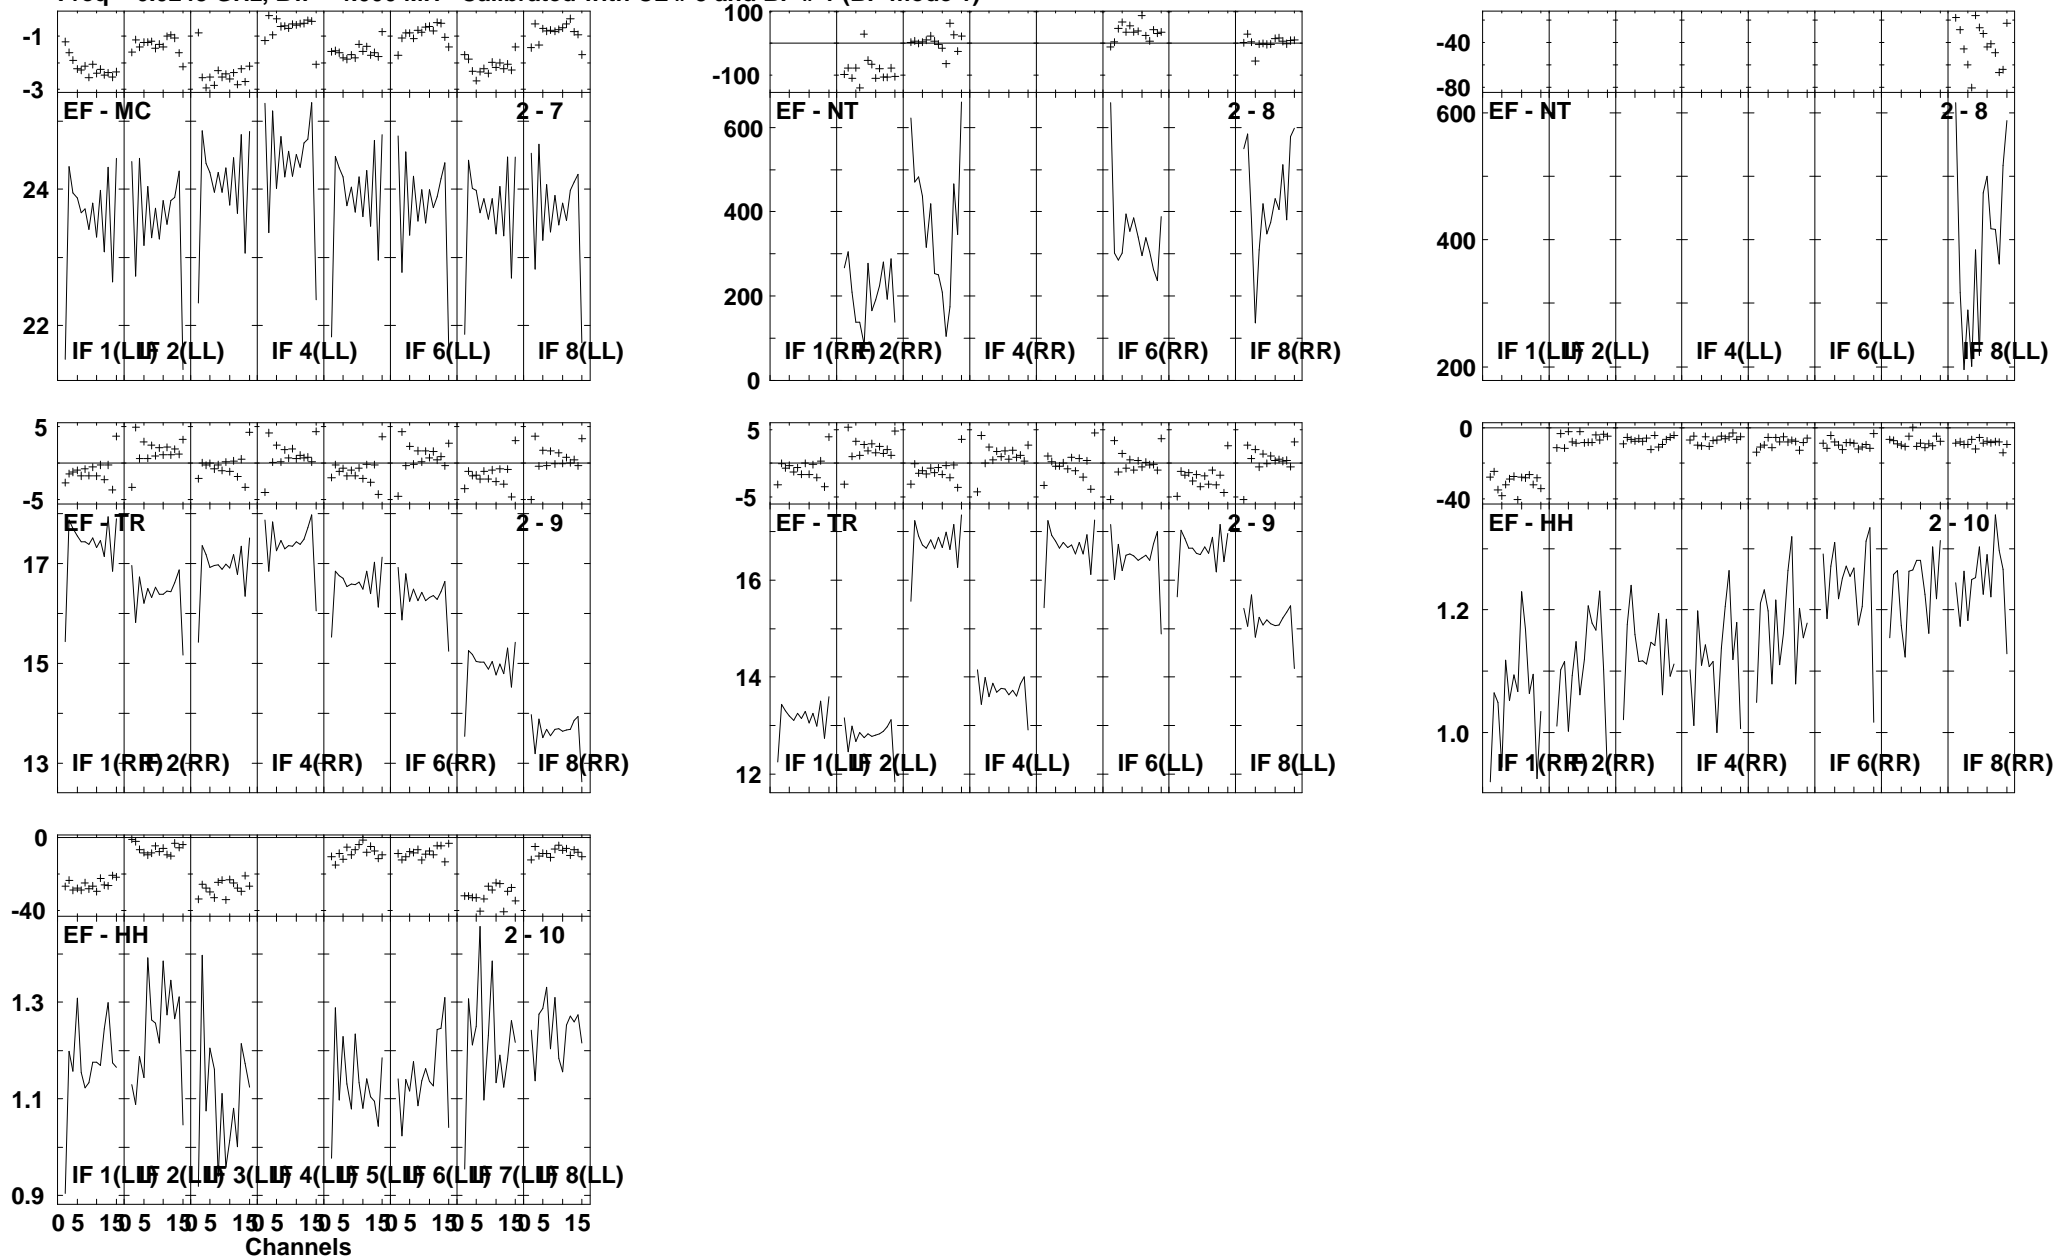 -1
-3
EF - MC 2 - 7
24
22
IF 1(LL) IF 2(LL) IF 4(LL) IF 6(LL) IF 8(LL)
100
-100
EF - NT 2 - 8
600
400
200
0
IF 1(RR) IF 2(RR) IF 4(RR) IF 6(RR) IF 8(RR)
-40
-80
EF - NT 2 - 8
600
400
200
IF 1(LL) IF 2(LL) IF 4(LL) IF 6(LL) IF 8(LL)
5
-5
EF - TR 2 - 9
17
15
13
IF 1(RR) IF 2(RR) IF 4(RR) IF 6(RR) IF 8(RR)
5
-5
EF - TR 2 - 9
16
14
12
IF 1(LL) IF 2(LL) IF 4(LL) IF 6(LL) IF 8(LL)
0
-40
EF - HH 2 - 10
1.2
1.0
IF 1(RR) IF 2(RR) IF 4(RR) IF 6(RR) IF 8(RR)
0
-40
EF - HH 2 - 10
1.3
1.1
0.9
IF 1(LL) IF 2(LL) IF 3(LL) IF 4(LL) IF 5(LL) IF 6(LL) IF 7(LL) IF 8(LL)
0 5 15 0 5 15 0 5 15 0 5 15 0 5 15 0 5 15 0 5 15 0 5 15
Channels